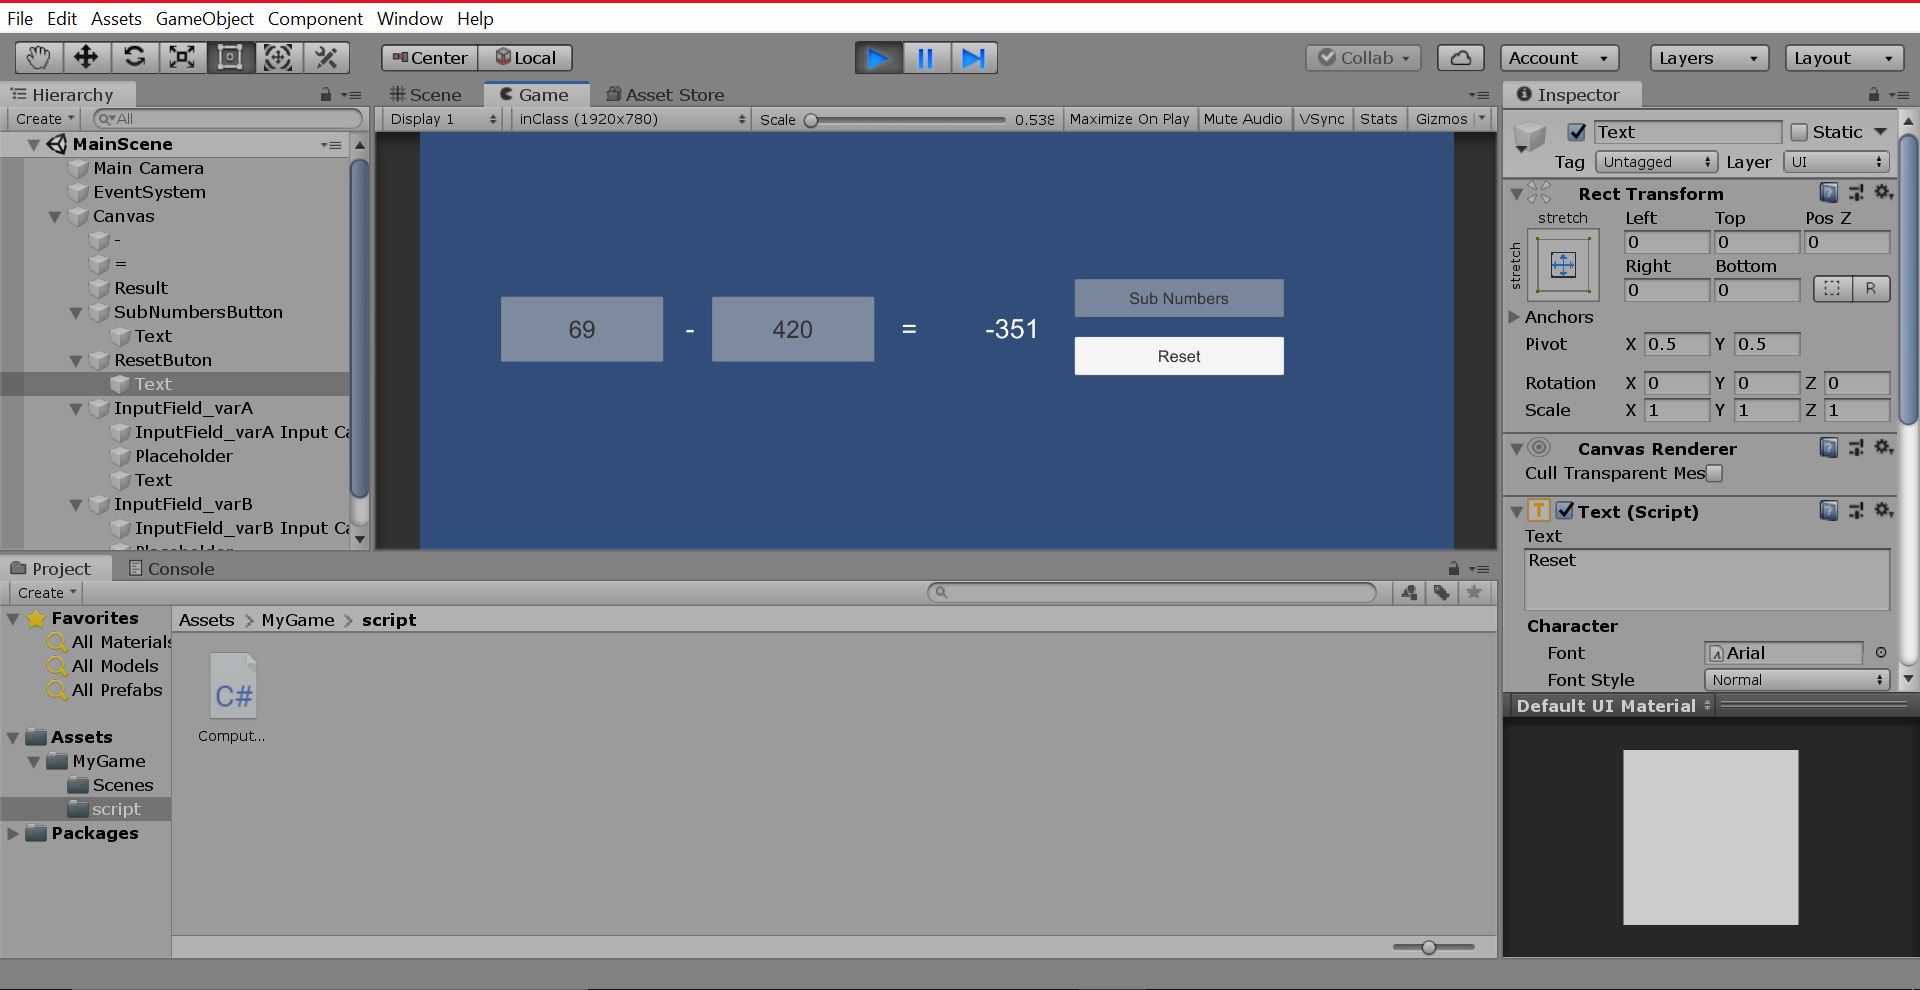 File Edit Assets GameObject Component Window Help
Center Local Collab Account Layers Layout
Hierarchy
Create All
MainScene
Main Camera
EventSystem
Canvas
-
=
Result
SubNumbersButton
Text
ResetButon
Text
InputField_varA
InputField_varA Input Ca
Placeholder
Text
InputField_varB
InputField_varB Input Ca
Placeholder
Scene Game Asset Store
Display 1 inClass (1920x780) Scale 0.538 Maximize On Play Mute Audio VSync Stats Gizmos
69 - 420 = -351
Sub Numbers
Reset
Inspector
Text Static
Tag Untagged Layer UI
Rect Transform
stretch Left Top Pos Z
stretch 0 0 0
Right Bottom
0 0 R
Anchors
Pivot X 0.5 Y 0.5
Rotation X 0 Y 0 Z 0
Scale X 1 Y 1 Z 1
Canvas Renderer
Cull Transparent Mes
T Text (Script)
Text
Reset
Character
Font Arial
Font Style Normal
Default UI Material
Project Console
Create
Favorites
All Materials
All Models
All Prefabs
Assets
MyGame
Scenes
script
Packages
Assets > MyGame > script
C#
Comput...